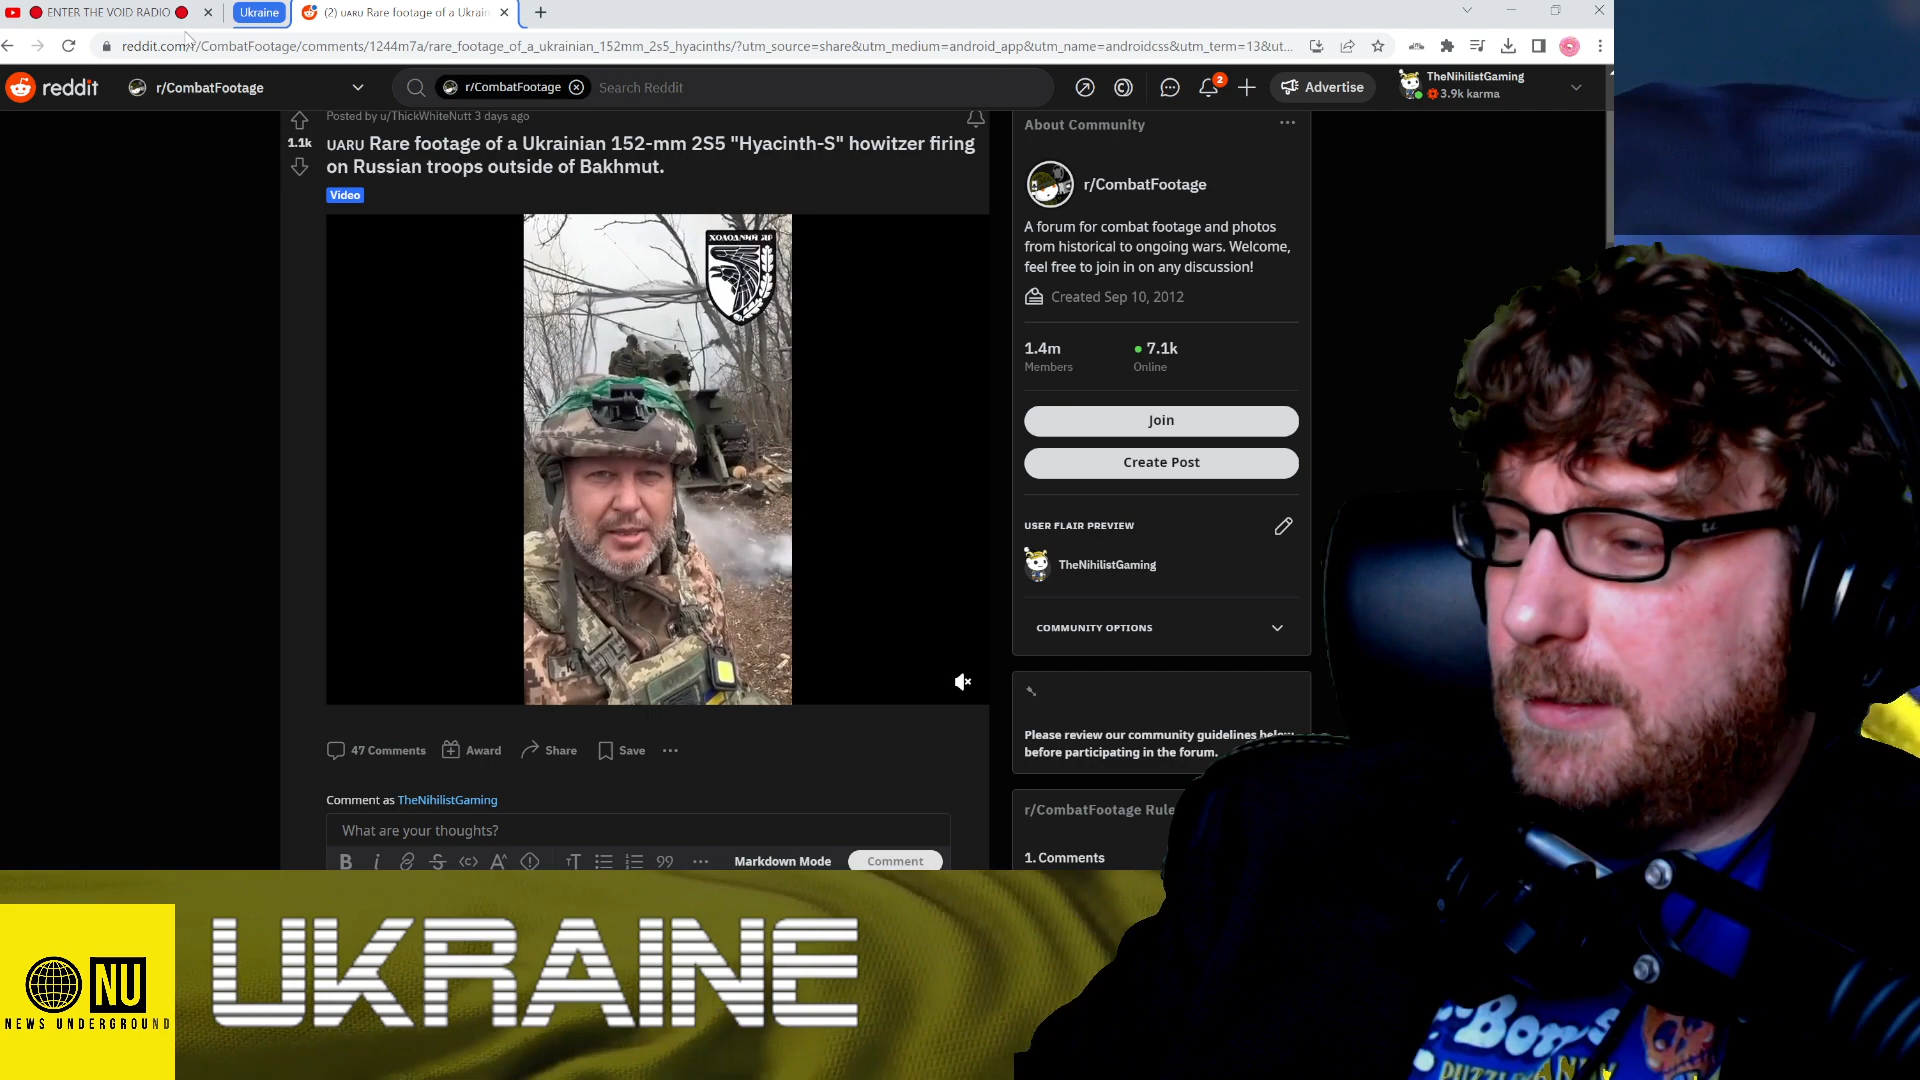 ENTER THE VOID RADIO
Ukraine
(2) UARU Rare footage of a Ukrain
reddit.com/r/CombatFootage/comments/1244m7a/rare_footage_of_a_ukrainian_152mm_2s5_hyacinths/?utm_source=share&utm_medium=android_app&utm_name=androidcss&utm_term=13&ut...
reddit
r/CombatFootage
r/CombatFootage
Search Reddit
2
Advertise
TheNihilistGaming
3.9k karma
Posted by u/ThickWhiteNutt 3 days ago
1.1k
UARU Rare footage of a Ukrainian 152-mm 2S5 "Hyacinth-S" howitzer firing
on Russian troops outside of Bakhmut.
Video
ХОЛОДНИЙ ЯР
47 Comments
Award
Share
Save
Comment as TheNihilistGaming
What are your thoughts?
Markdown Mode
Comment
About Community
r/CombatFootage
A forum for combat footage and photos
from historical to ongoing wars. Welcome,
feel free to join in on any discussion!
Created Sep 10, 2012
1.4m
Members
7.1k
Online
Join
Create Post
USER FLAIR PREVIEW
TheNihilistGaming
COMMUNITY OPTIONS
Please review our community guidelines below
before participating in the forum.
r/CombatFootage Rule
1. Comments
NU
NEWS UNDERGROUND
UKRAINE